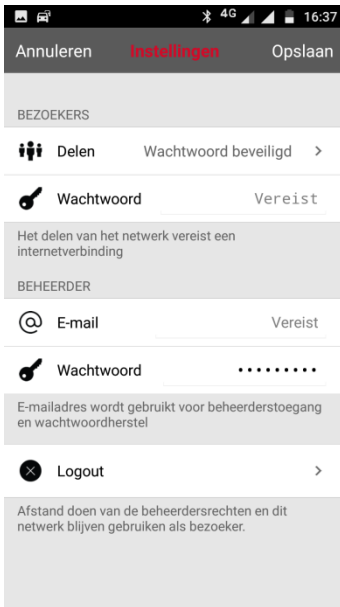 4G 16:37
Annuleren Instellingen Opslaan
BEZOEKERS
Delen Wachtwoord beveiligd >
Wachtwoord Vereist
Het delen van het netwerk vereist een
internetverbinding
BEHEERDER
E-mail Vereist
Wachtwoord •••••••••
E-mailadres wordt gebruikt voor beheerderstoegang
en wachtwoordherstel
Logout >
Afstand doen van de beheerdersrechten en dit
netwerk blijven gebruiken als bezoeker.